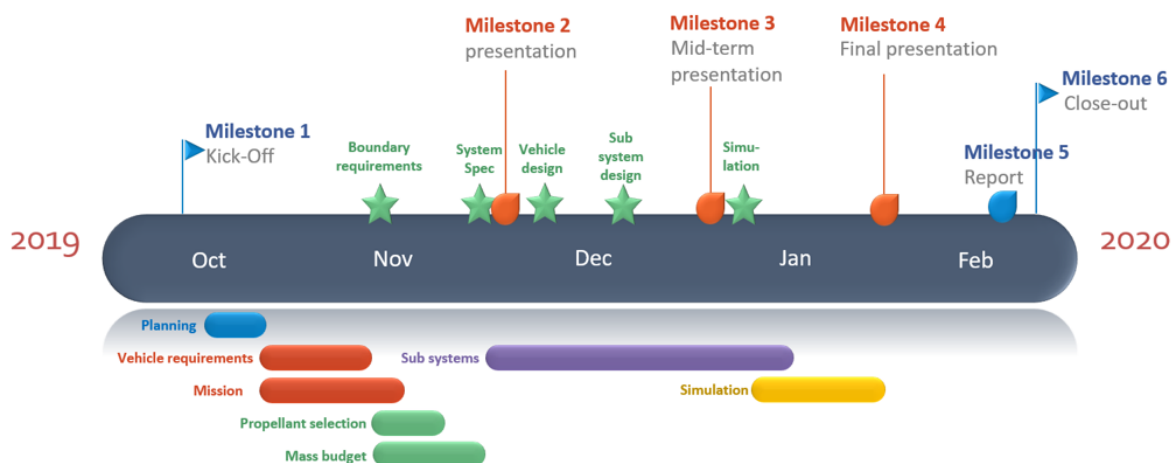 Milestone 2
presentation
Milestone 3
Mid-term
presentation
Milestone 4
Final presentation
Milestone 6
Close-out
Milestone 1
Kick-Off
Boundary
requirements
System
Spec
Vehicle
design
Sub
system
design
Simu-
lation
Milestone 5
Report
2019
Oct
Nov
Dec
Jan
Feb
2020
Planning
Vehicle requirements
Sub systems
Mission
Simulation
Propellant selection
Mass budget